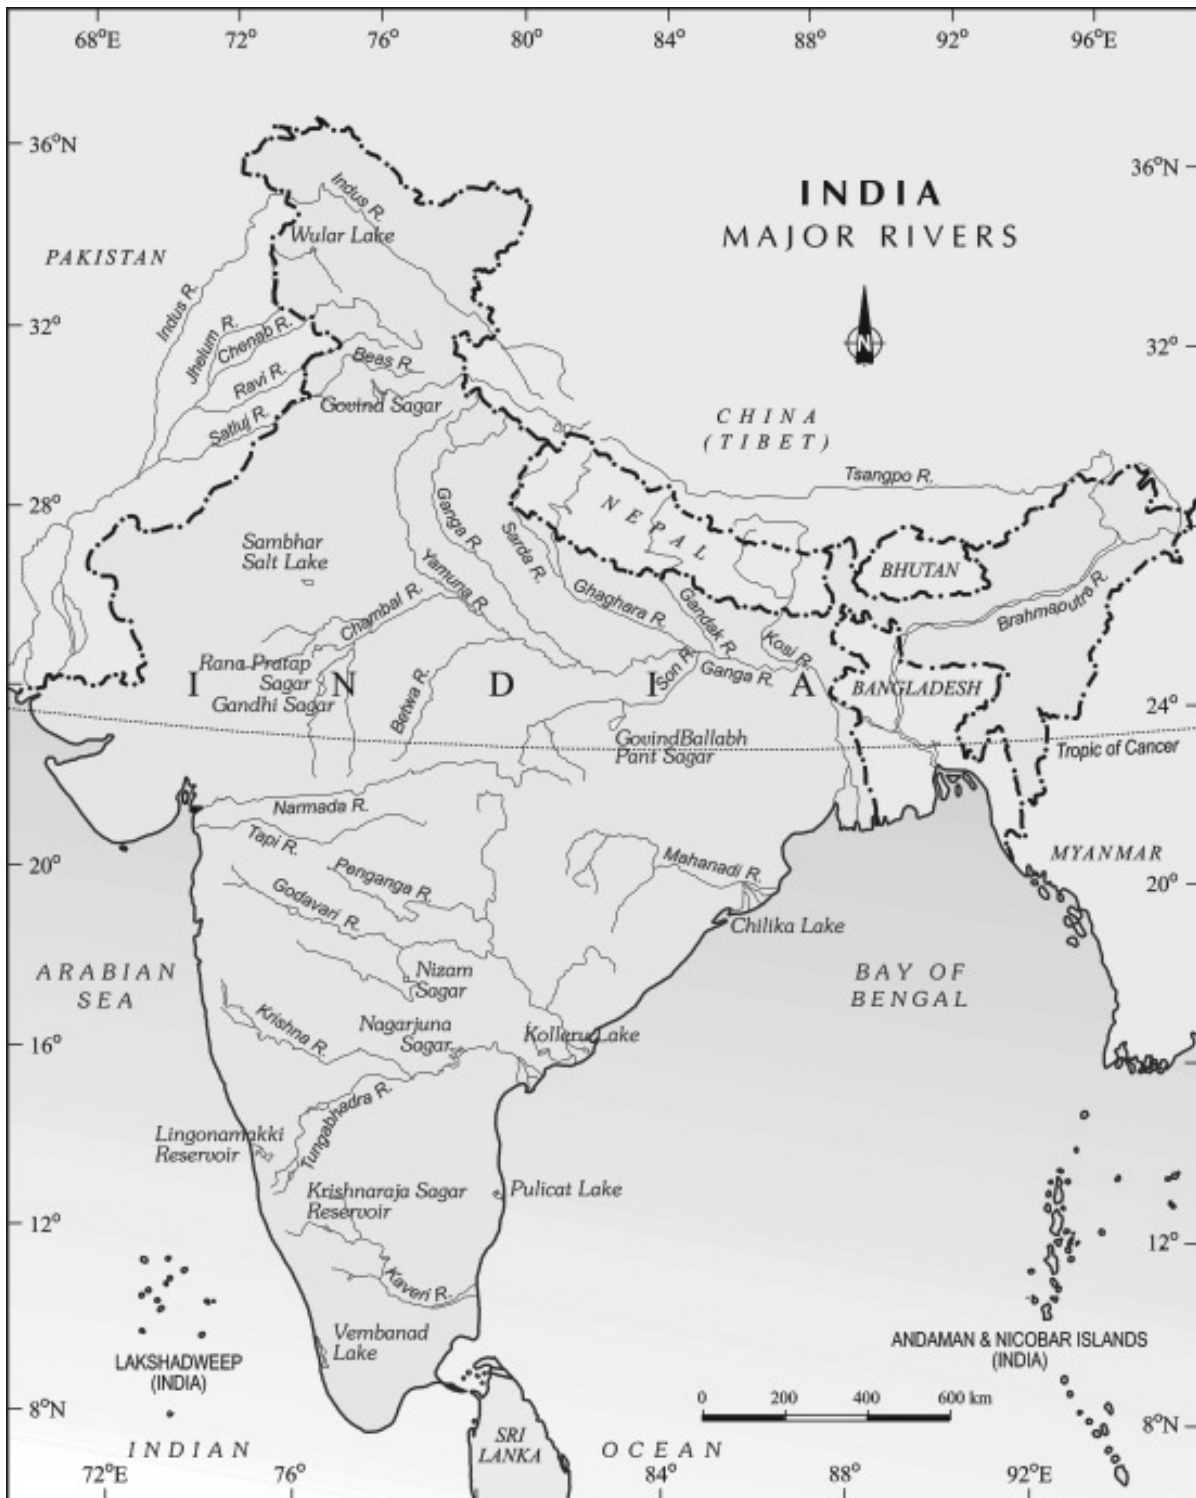 68°E
72°
76°
80°
84°
88°
92°
96°E
36°N
36°N
INDIA
MAJOR RIVERS
Indus R.
Wular Lake
PAKISTAN
Indus R.
N
32°
32°
Jhelum R.
Chenab R.
Beas R.
Ravi R.
Govind Sagar
Satluj R.
CHINA
(TIBET)
Tsangpo R.
28°
28°
NEPAL
Ganga R.
Sarda R.
Sambhar
Salt Lake
Yamuna R.
BHUTAN
Chambal R.
Ghaghara R.
Gandak R.
Brahmaputra R.
Kosi R.
Rana Pratap
Sagar
Gandhi Sagar
INDIA
Betwa R.
Son R.
Ganga R.
BANGLADESH
24°
GovindBallabh
Pant Sagar
Tropic of Cancer
Narmada R.
Tapi R.
Penganga R.
Mahanadi R.
MYANMAR
20°
20°
Godavari R.
Chilika Lake
ARABIAN
SEA
Nizam
Sagar
BAY OF
BENGAL
Krishna R.
Nagarjuna
Sagar
Kolleru Lake
16°
Tungabhadra R.
Lingonamakki
Reservoir
Krishnaraja Sagar
Reservoir
Pulicat Lake
12°
12°
Kaveri R.
Vembanad
Lake
LAKSHADWEEP
(INDIA)
ANDAMAN & NICOBAR ISLANDS
(INDIA)
0 200 400 600 km
8°N
8°N
SRI
LANKA
INDIAN OCEAN
72°E
76°
84°
88°
92°E